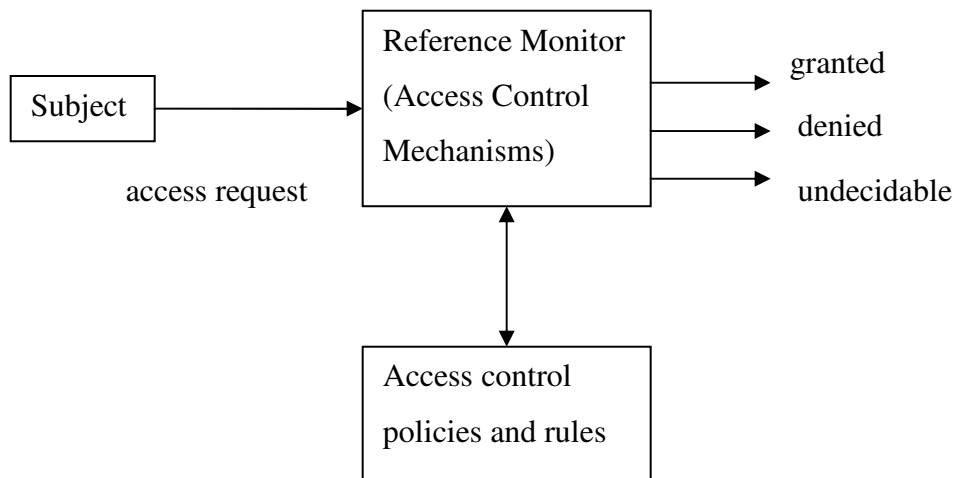 Subject
access request
Reference Monitor
(Access Control
Mechanisms)
granted
denied
undecidable
Access control
policies and rules